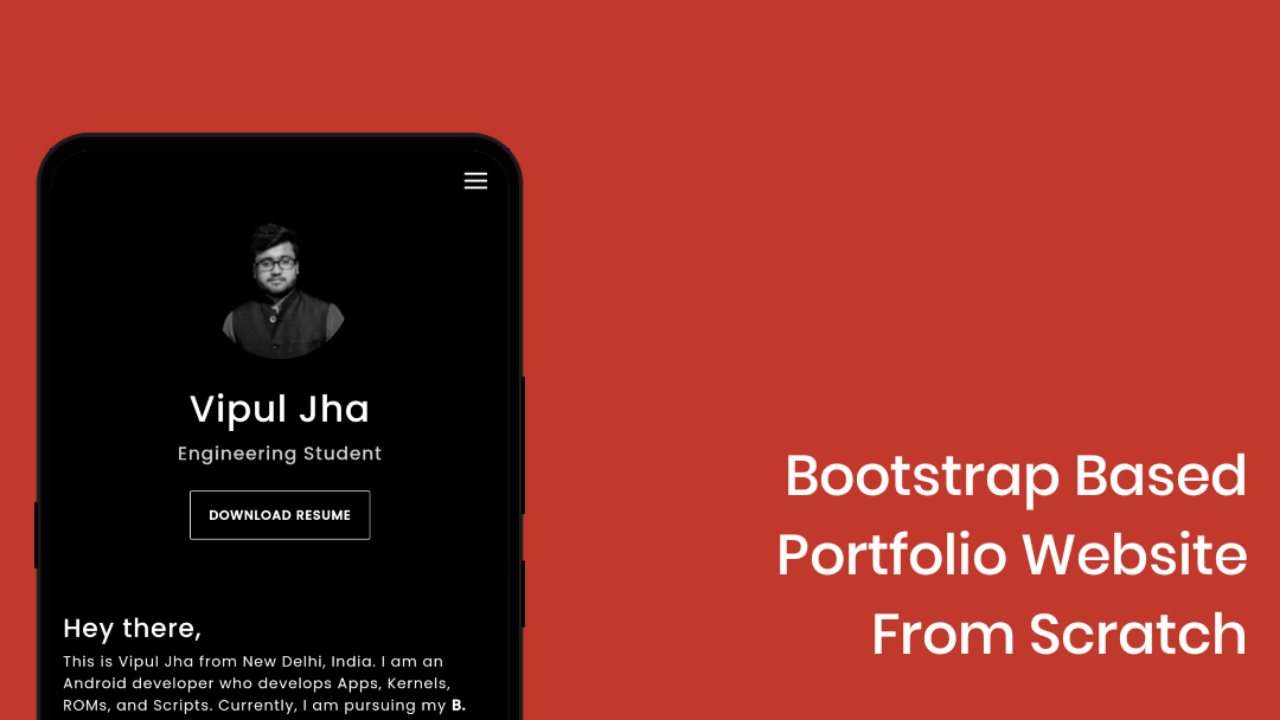 Vipul Jha
Engineering Student
DOWNLOAD RESUME
Hey there,
This is Vipul Jha from New Delhi, India. I am an
Android developer who develops Apps, Kernels,
ROMs, and Scripts. Currently, I am pursuing my B.
Bootstrap Based
Portfolio Website
From Scratch